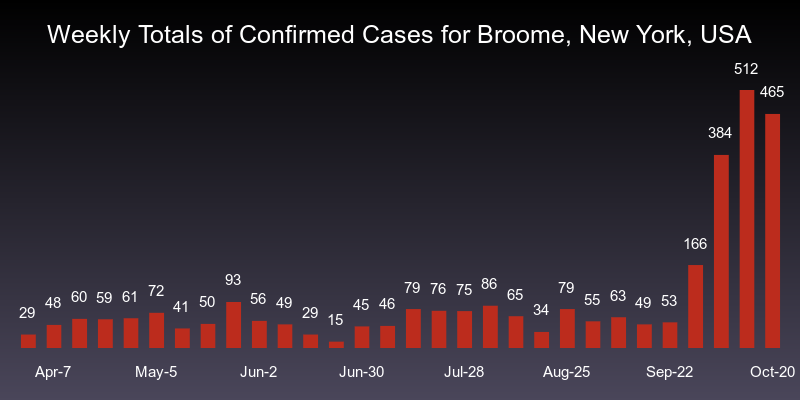 Weekly Totals of Confirmed Cases for Broome, New York, USA
29 48 60 59 61 72 41 50 93 56 49 29 15 45 46 79 76 75 86 65 34 79 55 63 49 53 166 384 512 465
Apr-7 May-5 Jun-2 Jun-30 Jul-28 Aug-25 Sep-22 Oct-20